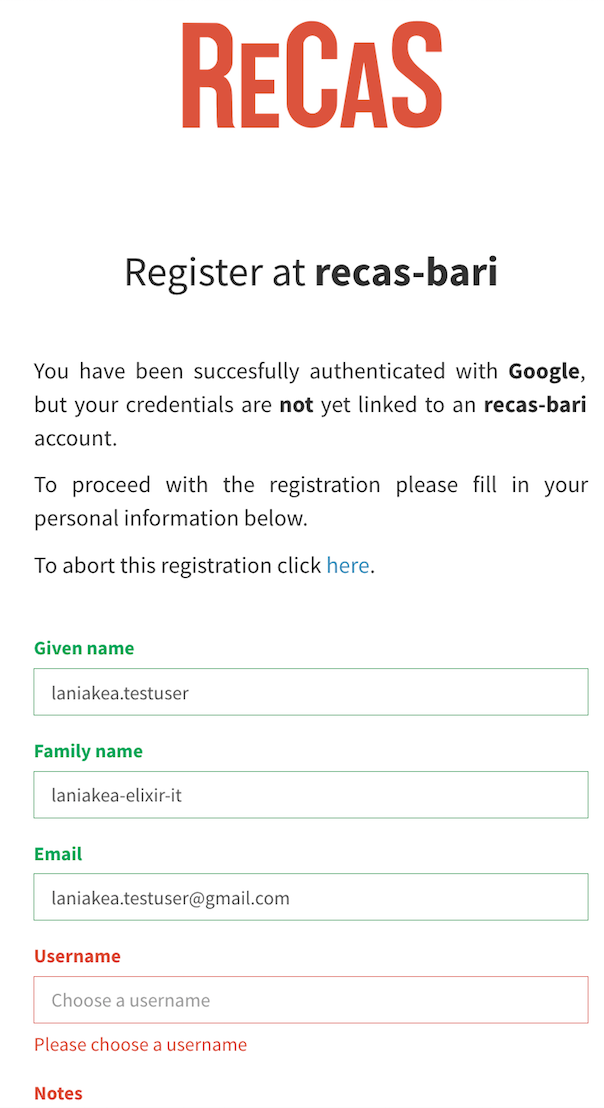 ReCaS
Register at recas-bari
You have been succesfully authenticated with Google,
but your credentials are not yet linked to an recas-bari
account.
To proceed with the registration please fill in your
personal information below.
To abort this registration click here.
Given name
laniakea.testuser
Family name
laniakea-elixir-it
Email
laniakea.testuser@gmail.com
Username
Choose a username
Please choose a username
Notes